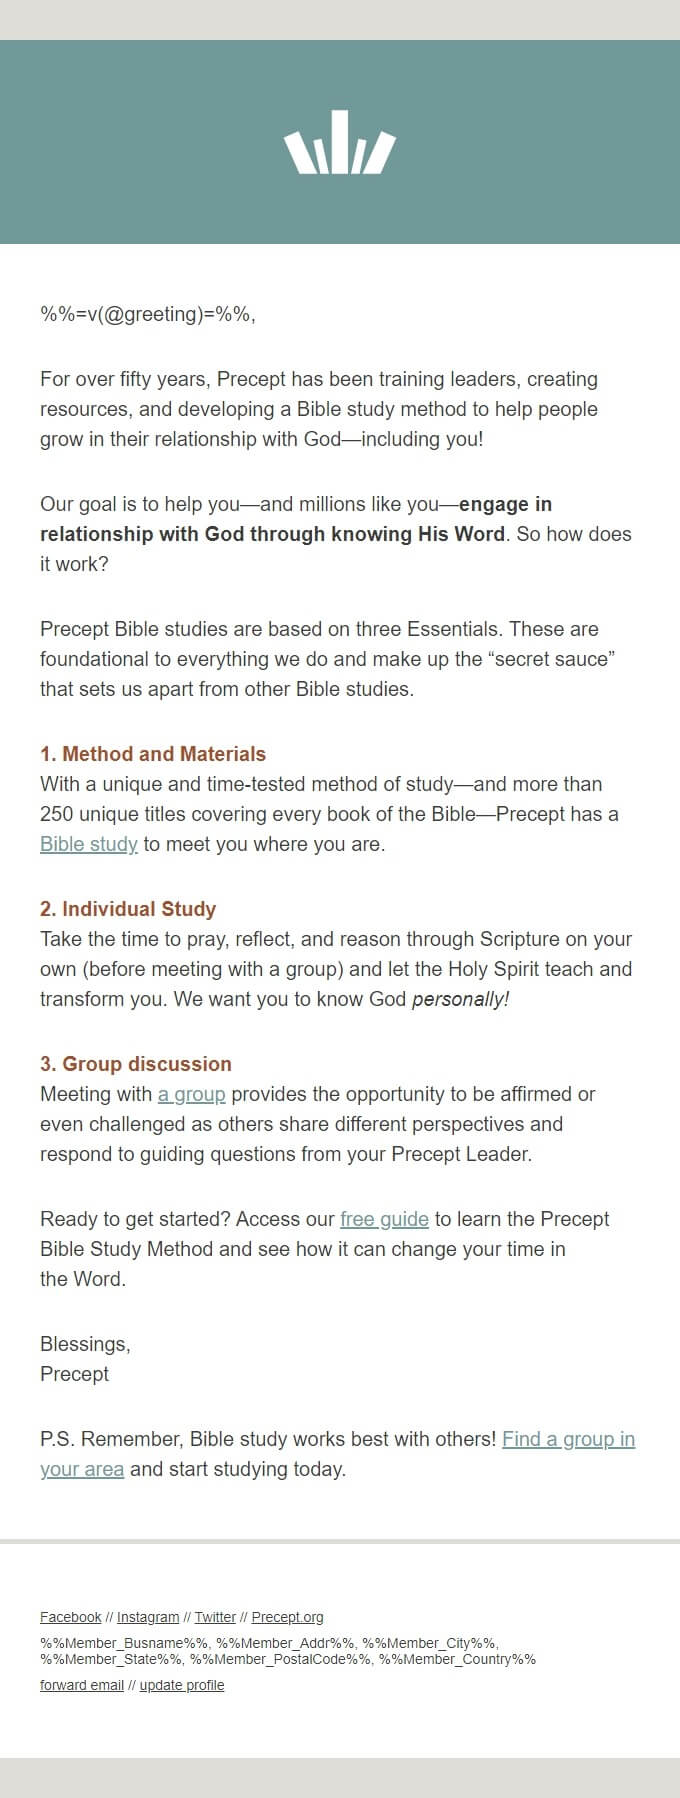 %%=v(@greeting)=%%,
For over fifty years, Precept has been training leaders, creating
resources, and developing a Bible study method to help people
grow in their relationship with God—including you!
Our goal is to help you—and millions like you—engage in
relationship with God through knowing His Word. So how does
it work?
Precept Bible studies are based on three Essentials. These are
foundational to everything we do and make up the “secret sauce”
that sets us apart from other Bible studies.
1. Method and Materials
With a unique and time-tested method of study—and more than
250 unique titles covering every book of the Bible—Precept has a
Bible study to meet you where you are.
2. Individual Study
Take the time to pray, reflect, and reason through Scripture on your
own (before meeting with a group) and let the Holy Spirit teach and
transform you. We want you to know God personally!
3. Group discussion
Meeting with a group provides the opportunity to be affirmed or
even challenged as others share different perspectives and
respond to guiding questions from your Precept Leader.
Ready to get started? Access our free guide to learn the Precept
Bible Study Method and see how it can change your time in
the Word.
Blessings,
Precept
P.S. Remember, Bible study works best with others! Find a group in
your area and start studying today.
Facebook // Instagram // Twitter // Precept.org
%%Member_Busname%%, %%Member_Addr%%, %%Member_City%%,
%%Member_State%%, %%Member_PostalCode%%, %%Member_Country%%
forward email // update profile